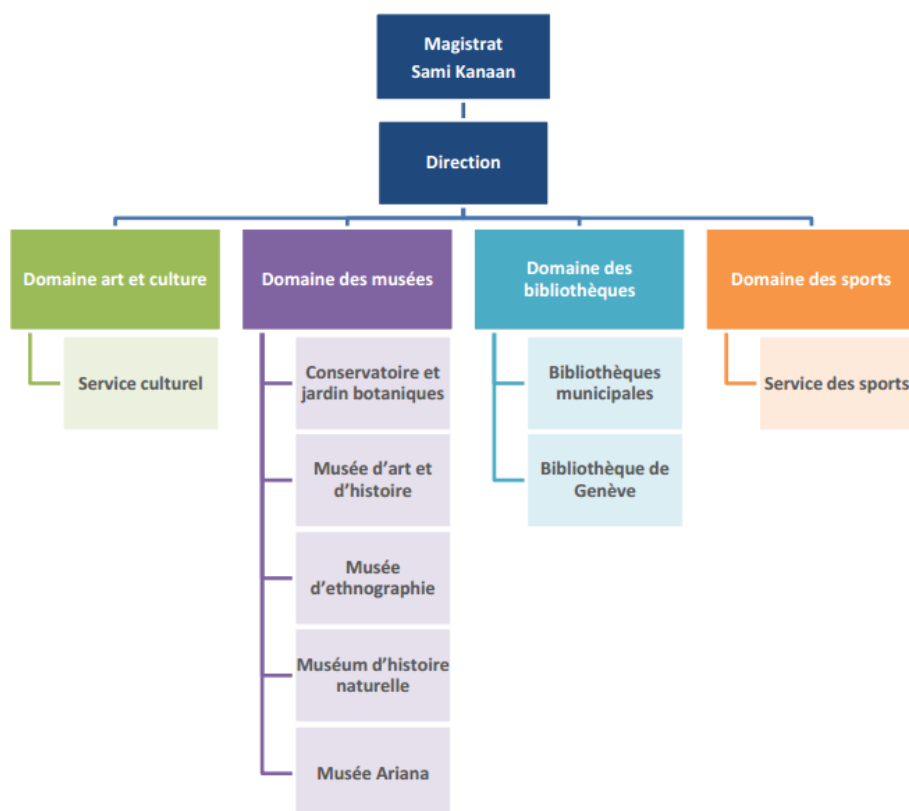 Magistrat
Sami Kanaan
Direction
Domaine art et culture
Domaine des musées
Domaine des
bibliothèques
Domaine des sports
Service culturel
Conservatoire et
jardin botaniques
Musée d’art et
d’histoire
Musée
d’ethnographie
Muséum d’histoire
naturelle
Musée Ariana
Bibliothèques
municipales
Bibliothèque de
Genève
Service des sports